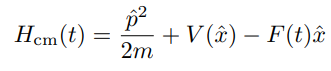 H_cm(t) = p̂²/2m + V(x̂) − F(t)x̂